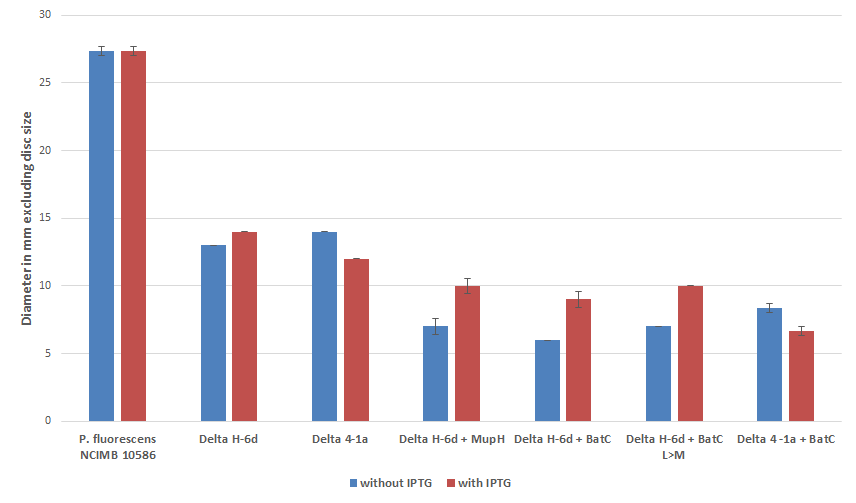 30
25
20
15
10
5
0
Diameter in mm excluding disc size
P. fluorescens
NCIMB 10586
Delta H-6d
Delta 4-1a
Delta H-6d + MupH
Delta H-6d + BatC
Delta H-6d + BatC
L>M
Delta 4 -1a + BatC
without IPTG
with IPTG